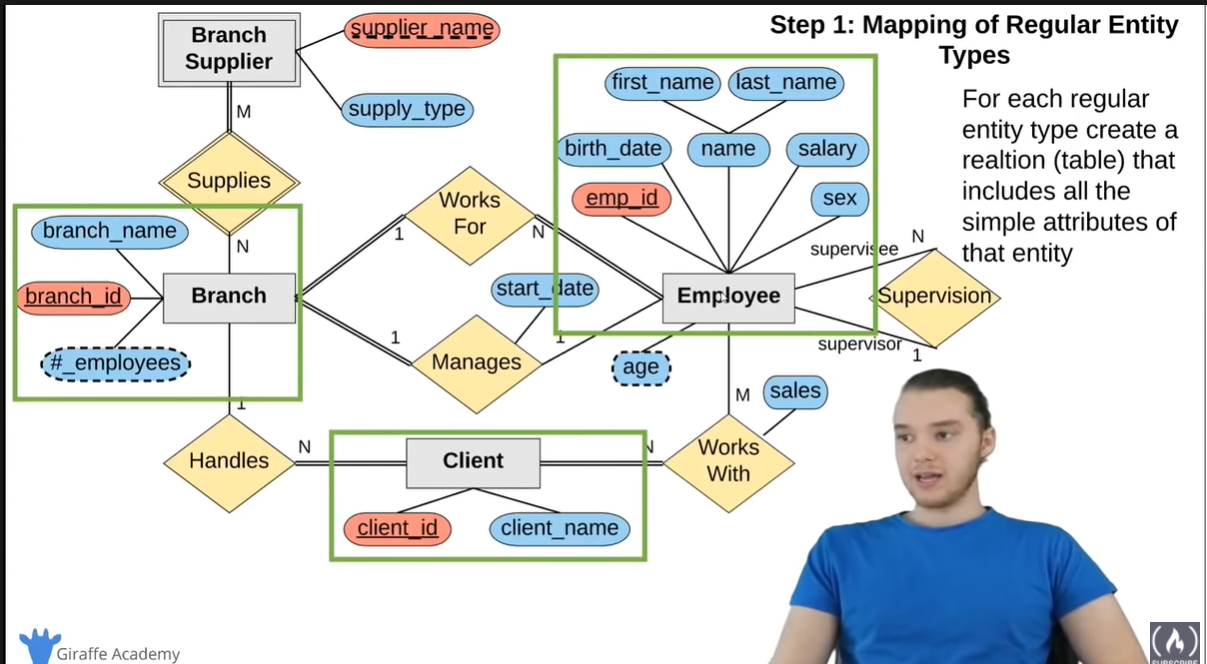 Step 1: Mapping of Regular Entity
Types
For each regular
entity type create a
realtion (table) that
includes all the
simple attributes of
that entity
Branch
Supplier
supplier_name
supply_type
M
Supplies
N
branch_name
branch_id
#_employees
Branch
1
Works
For
N
start_date
1
Manages
1
first_name
last_name
birth_date
name
salary
emp_id
sex
Employee
age
supervisee
N
Supervision
supervisor
1
M
sales
Works
With
N
1
Handles
N
Client
client_id
client_name
Giraffe Academy
SUBSCRIBE